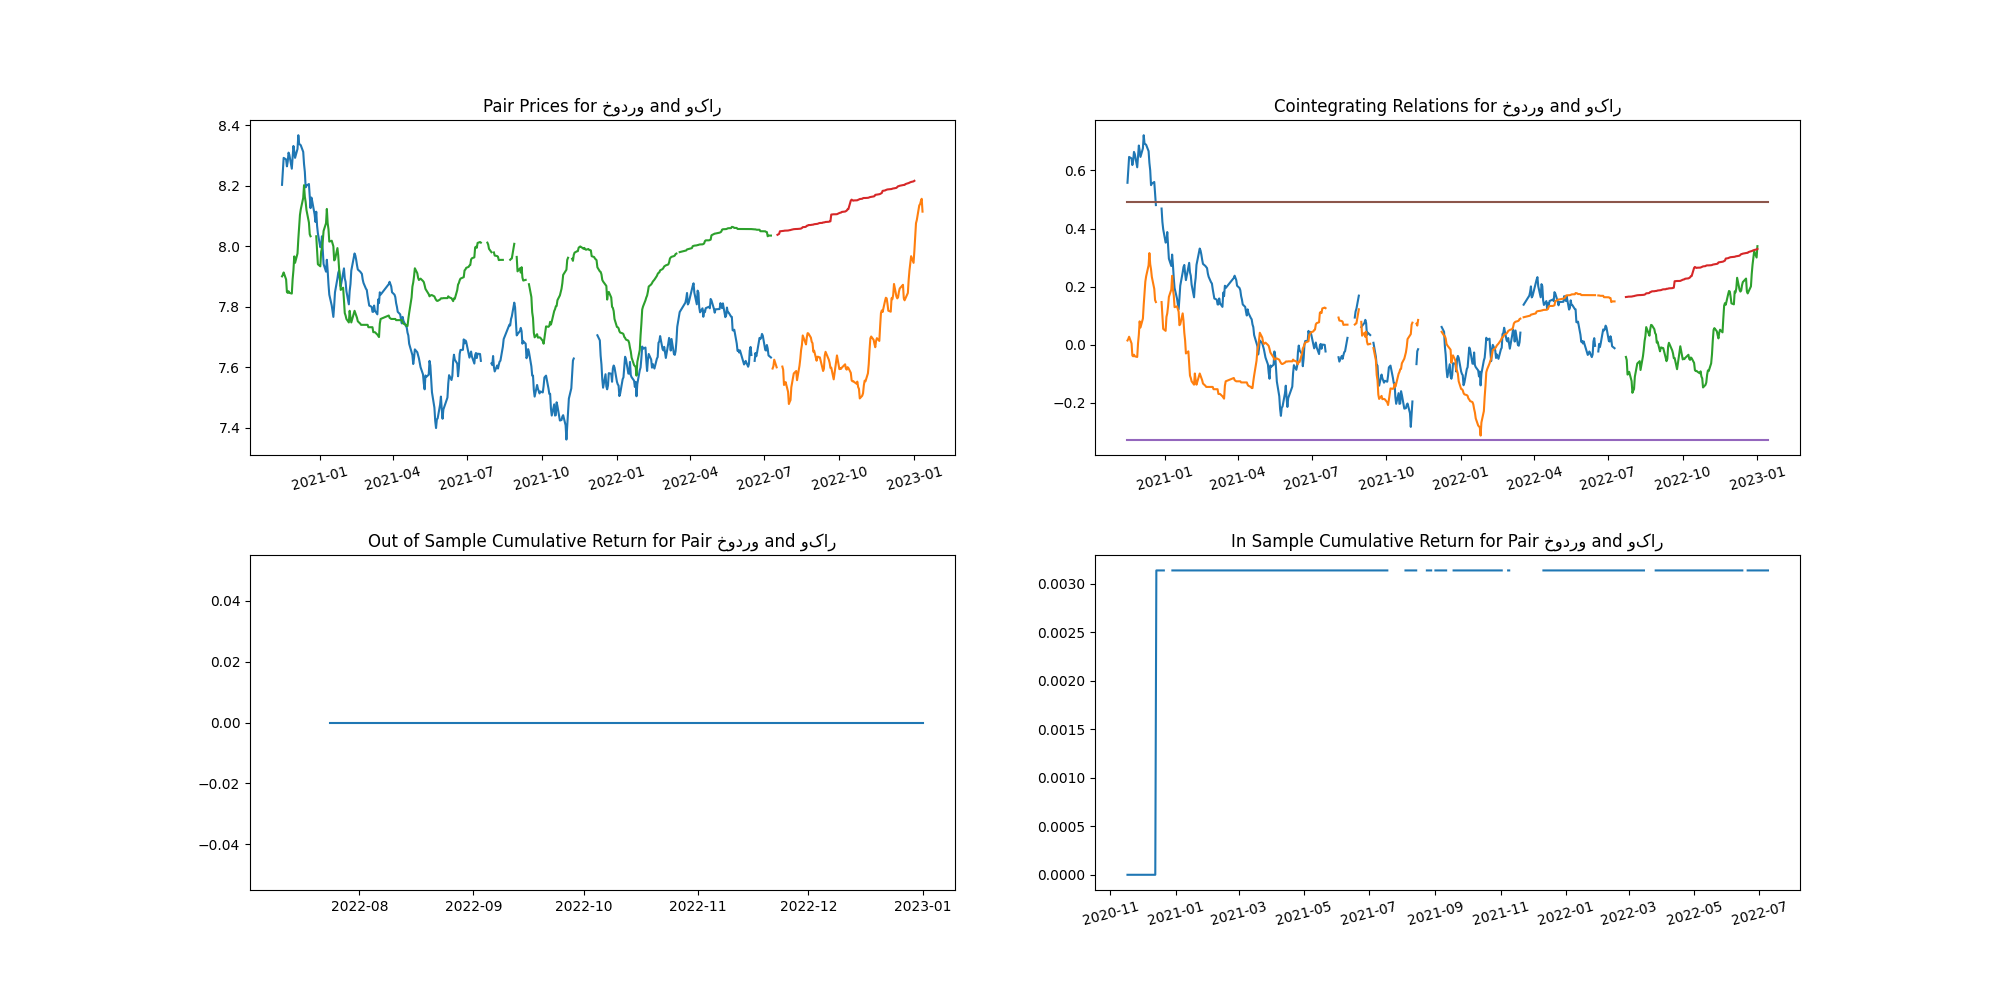 Pair Prices for خودرو and وکار
8.4
8.2
8.0
7.8
7.6
7.4
2021-01 2021-04 2021-07 2021-10 2022-01 2022-04 2022-07 2022-10 2023-01
Cointegrating Relations for خودرو and وکار
0.6
0.4
0.2
0.0
−0.2
2021-01 2021-04 2021-07 2021-10 2022-01 2022-04 2022-07 2022-10 2023-01
Out of Sample Cumulative Return for Pair خودرو and وکار
0.04
0.02
0.00
−0.02
−0.04
2022-08 2022-09 2022-10 2022-11 2022-12 2023-01
In Sample Cumulative Return for Pair خودرو and وکار
0.0030
0.0025
0.0020
0.0015
0.0010
0.0005
0.0000
2020-11 2021-01 2021-03 2021-05 2021-07 2021-09 2021-11 2022-01 2022-03 2022-05 2022-07